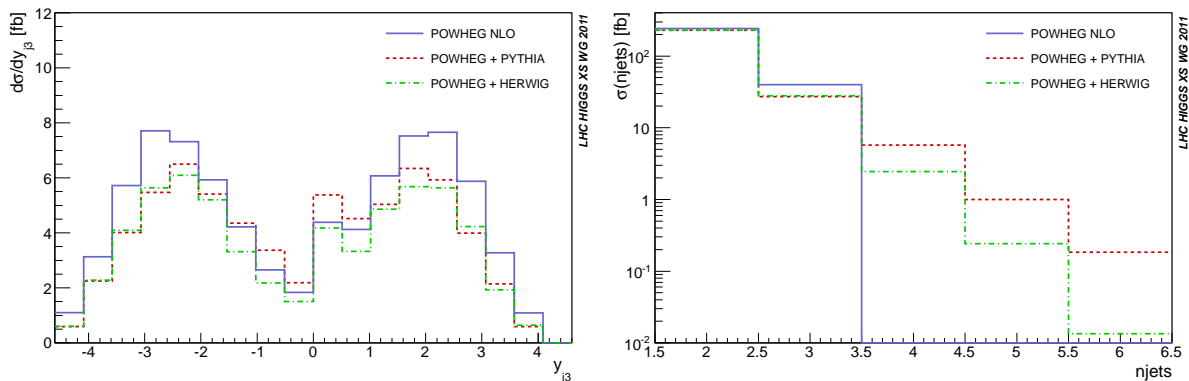 dσ/dy_j3 [fb]
12
10
8
6
4
2
0
-4 -3 -2 -1 0 1 2 3 4
y_j3
POWHEG NLO
POWHEG + PYTHIA
POWHEG + HERWIG
LHC HIGGS XS WG 2011
σ(njets) [fb]
10²
10
1
10⁻¹
10⁻²
1.5 2 2.5 3 3.5 4 4.5 5 5.5 6 6.5
njets
POWHEG NLO
POWHEG + PYTHIA
POWHEG + HERWIG
LHC HIGGS XS WG 2011